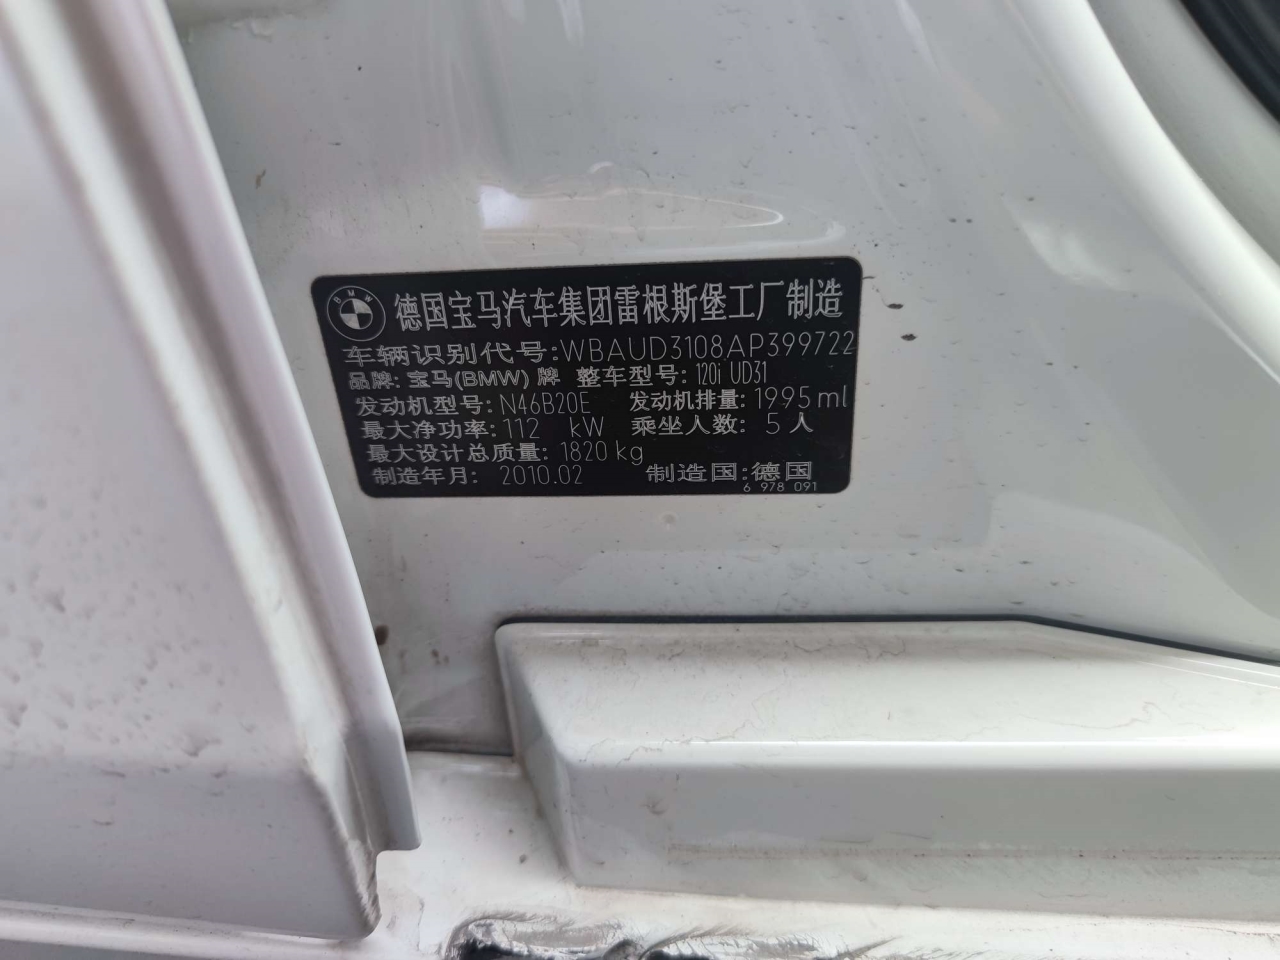 BMW
德国宝马汽车集团雷根斯堡工厂制造
车辆识别代号:WBAUD3108AP399722
品牌: 宝马(BMW) 牌 整车型号: 120i UD31
发动机型号: N46B20E 发动机排量: 1995 ml
最大净功率: 112 kW 乘坐人数: 5 人
最大设计总质量: 1820 kg
制造年月: 2010.02 制造国:德国
6 978 091